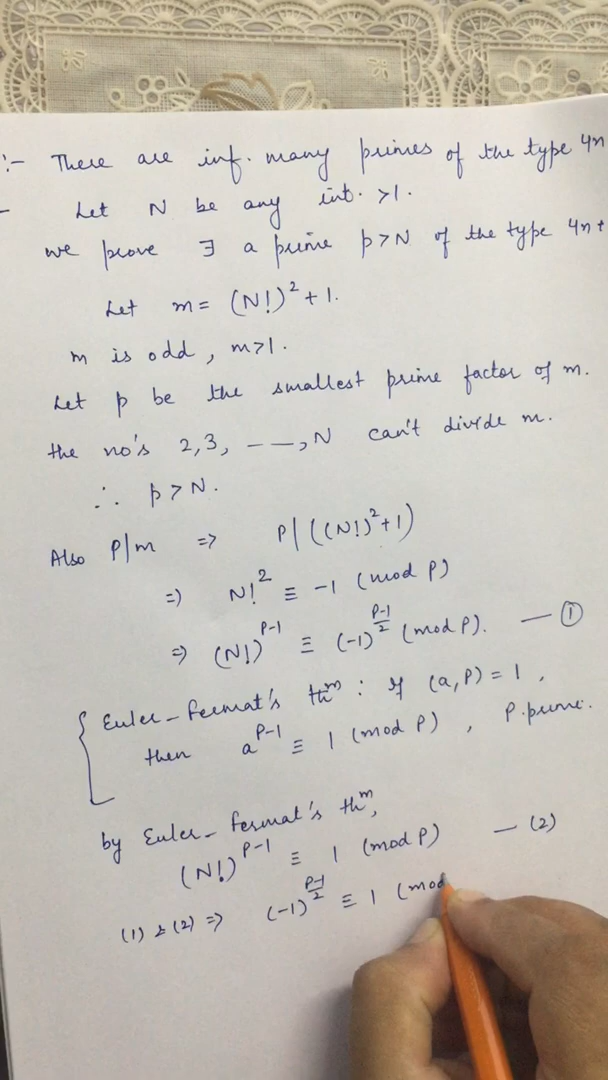 :- There are inf. many primes of the type 4n
- Let N be any int. >1.
we prove ∃ a prime p>N of the type 4n+
Let m = (N!)² + 1.
m is odd, m>1.
Let p be the smallest prime factor of m.
the no's 2,3, ——, N can't divide m.
∴ p>N.
Also P|m ⇒ P|((N!)²+1)
⇒ N!² ≡ -1 (mod P)
⇒ (N!)^{P-1} ≡ (-1)^{\frac{P-1}{2}} (mod P). — ①
{ Euler-Fermat's thᵐ: If (a,P)=1,
then a^{P-1} ≡ 1 (mod P), P.prime.
by Euler-Fermat's thᵐ,
(N!)^{P-1} ≡ 1 (mod P) — (2)
(1) & (2) ⇒ (-1)^{\frac{P-1}{2}} ≡ 1 (mod